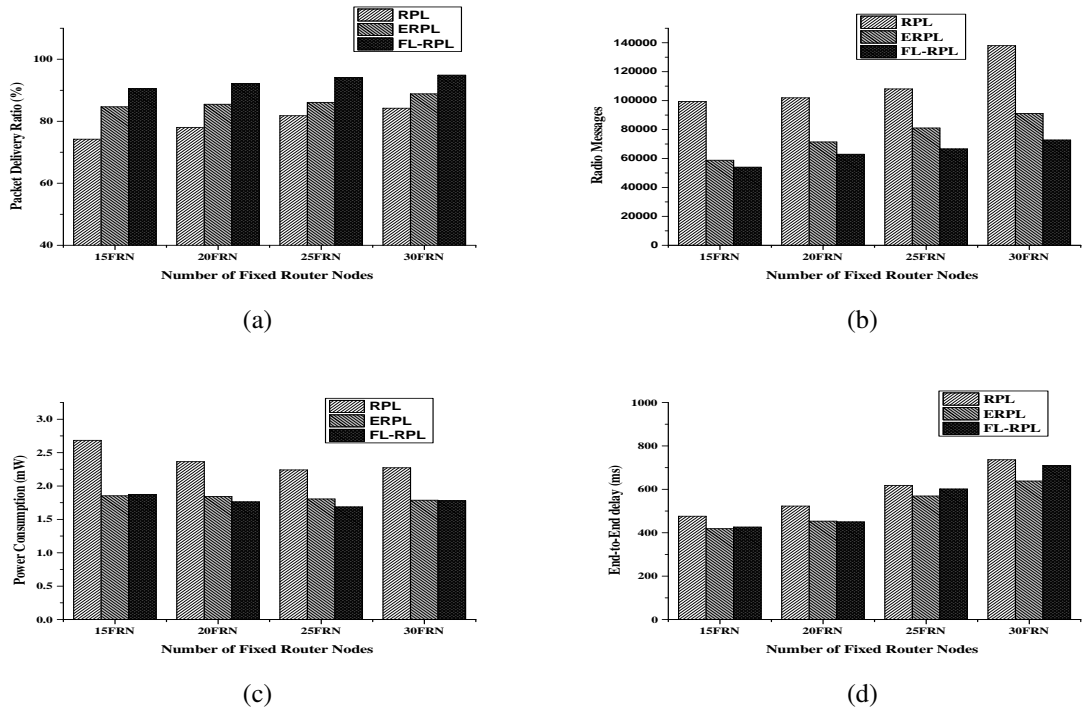 RPL
ERPL
FL-RPL
Packet Delivery Ratio (%)
100
80
60
40
15FRN 20FRN 25FRN 30FRN
Number of Fixed Router Nodes
(a)
RPL
ERPL
FL-RPL
Radio Messages
140000
120000
100000
80000
60000
40000
20000
0
15FRN 20FRN 25FRN 30FRN
Number of Fixed Router Nodes
(b)
RPL
ERPL
FL-RPL
Power Consumption (mW)
3.0
2.5
2.0
1.5
1.0
0.5
0.0
15FRN 20FRN 25FRN 30FRN
Number of Fixed Router Nodes
(c)
RPL
ERPL
FL-RPL
End-to-End delay (ms)
1000
800
600
400
200
0
15FRN 20FRN 25FRN 30FRN
Number of Fixed Router Nodes
(d)